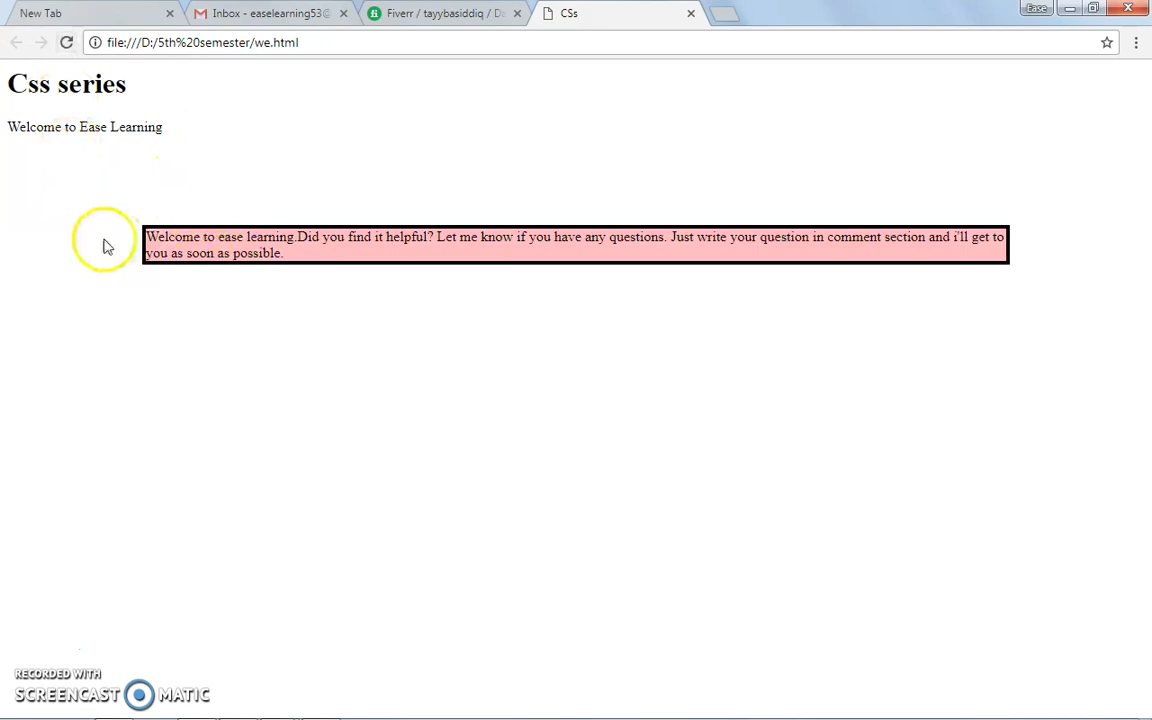 New Tab
Inbox - easelearning53@
Fiverr / tayybasiddiq / Da
CSs
Ease
file:///D:/5th%20semester/we.html
Css series
Welcome to Ease Learning
Welcome to ease learning.Did you find it helpful? Let me know if you have any questions. Just write your question in comment section and i'll get to
you as soon as possible.
RECORDED WITH
SCREENCAST MATIC